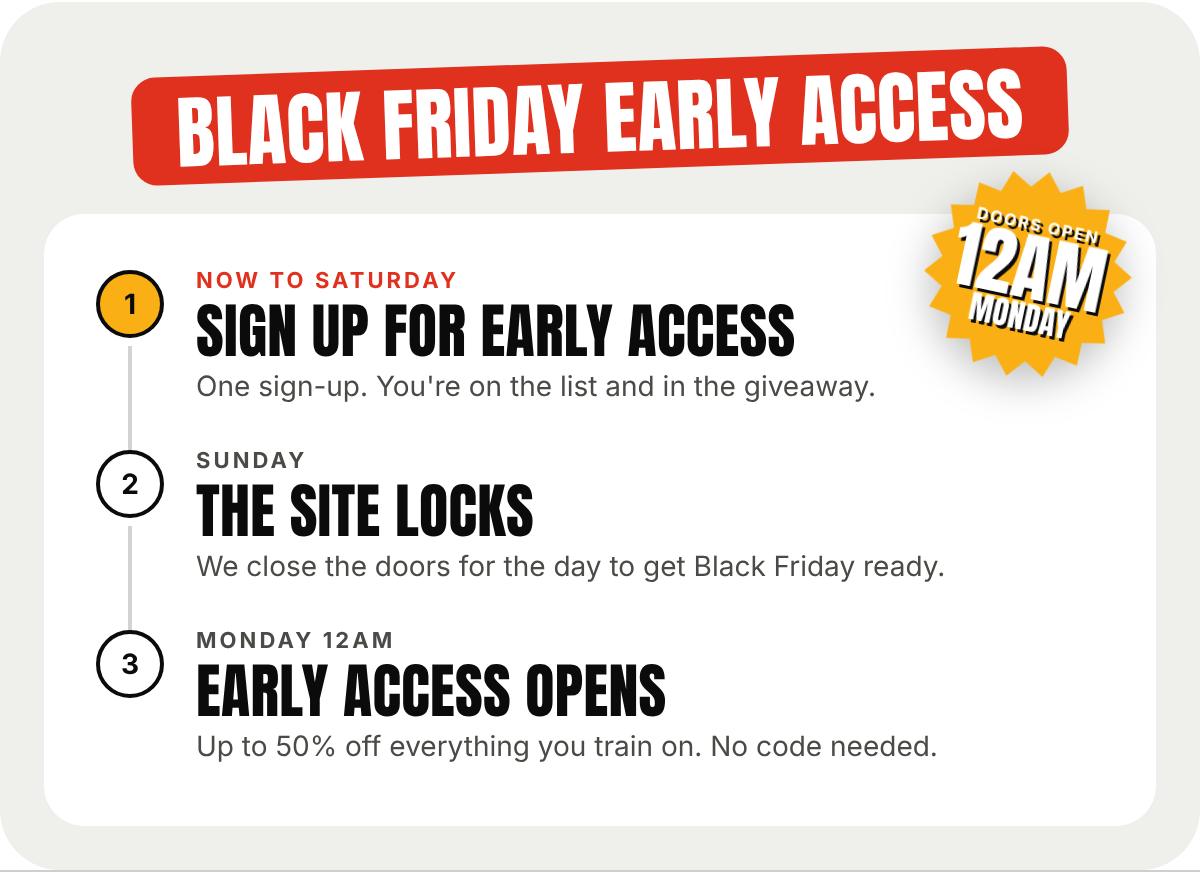 BLACK FRIDAY EARLY ACCESS
DOORS OPEN
12AM
MONDAY
1
NOW TO SATURDAY
SIGN UP FOR EARLY ACCESS
One sign-up. You're on the list and in the giveaway.
2
SUNDAY
THE SITE LOCKS
We close the doors for the day to get Black Friday ready.
3
MONDAY 12AM
EARLY ACCESS OPENS
Up to 50% off everything you train on. No code needed.